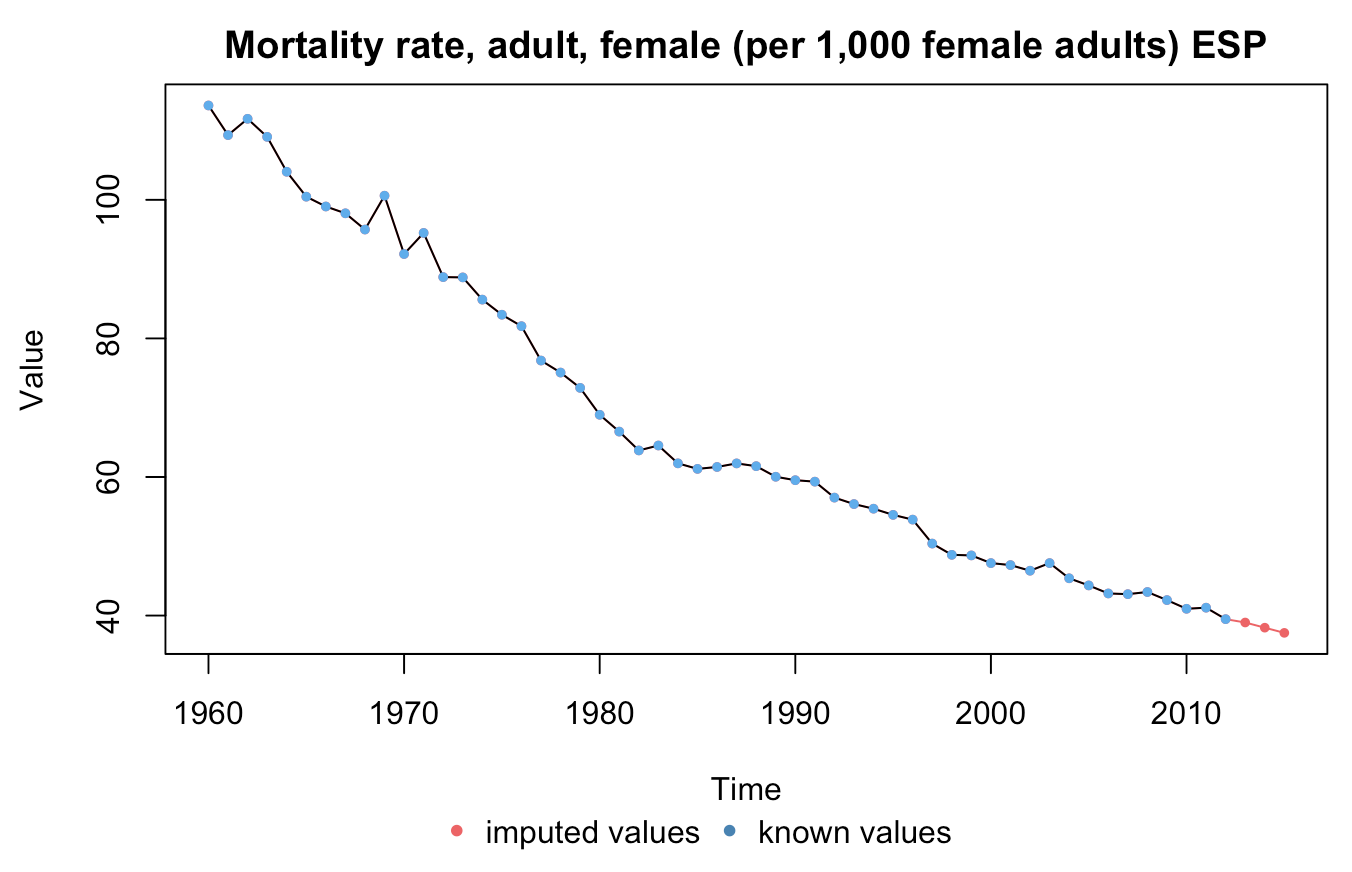 Mortality rate, adult, female (per 1,000 female adults) ESP
Value
100
80
60
40
1960 1970 1980 1990 2000 2010
Time
imputed values known values